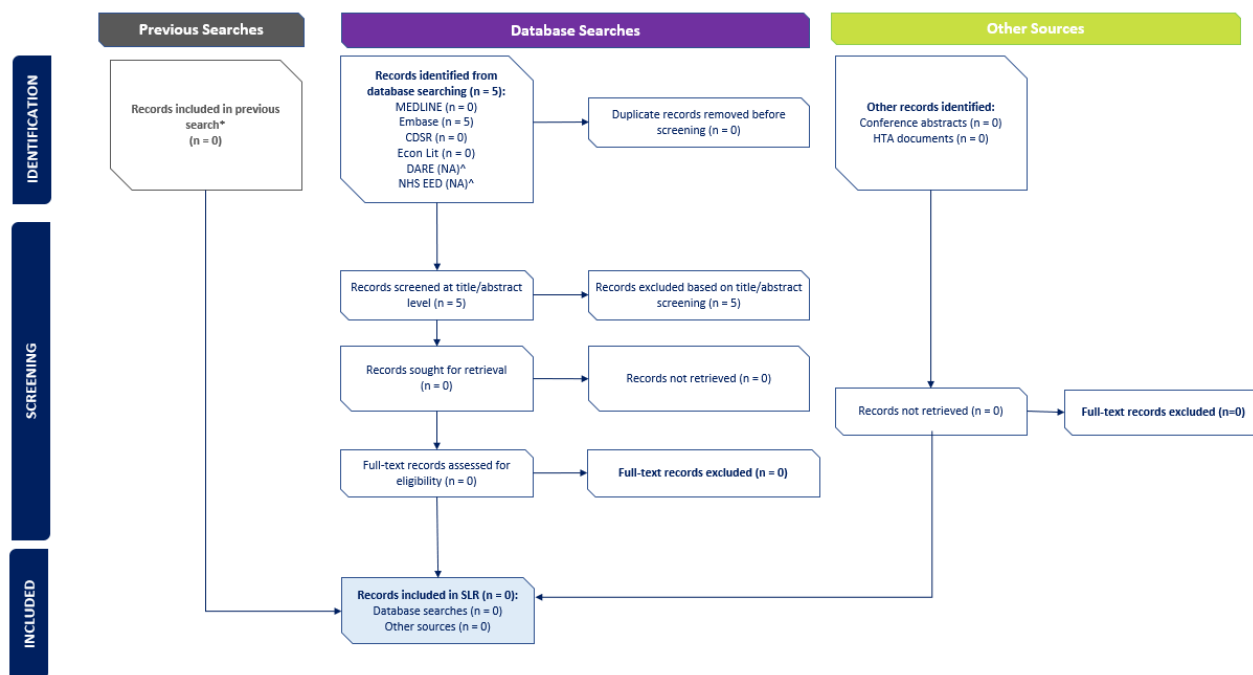 Previous Searches
Database Searches
Other Sources
IDENTIFICATION
Records included in previous
search*
(n = 0)
Records identified from
database searching (n = 5):
MEDLINE (n = 0)
Embase (n = 5)
CDSR (n = 0)
Econ Lit (n = 0)
DARE (NA)^
NHS EED (NA)^
Duplicate records removed before
screening (n = 0)
Other records identified:
Conference abstracts (n = 0)
HTA documents (n = 0)
SCREENING
Records screened at title/abstract
level (n = 5)
Records excluded based on title/abstract
screening (n = 5)
Records sought for retrieval
(n = 0)
Records not retrieved (n = 0)
Records not retrieved (n = 0)
Full-text records excluded (n=0)
Full-text records assessed for
eligibility (n = 0)
Full-text records excluded (n = 0)
INCLUDED
Records included in SLR (n = 0):
Database searches (n = 0)
Other sources (n = 0)